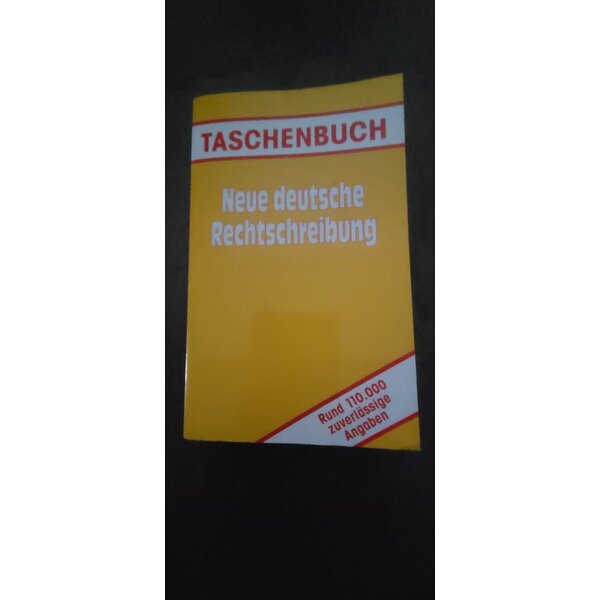 TASCHENBUCH
Neue deutsche
Rechtschreibung
Rund 110.000
zuverlässige
Angaben